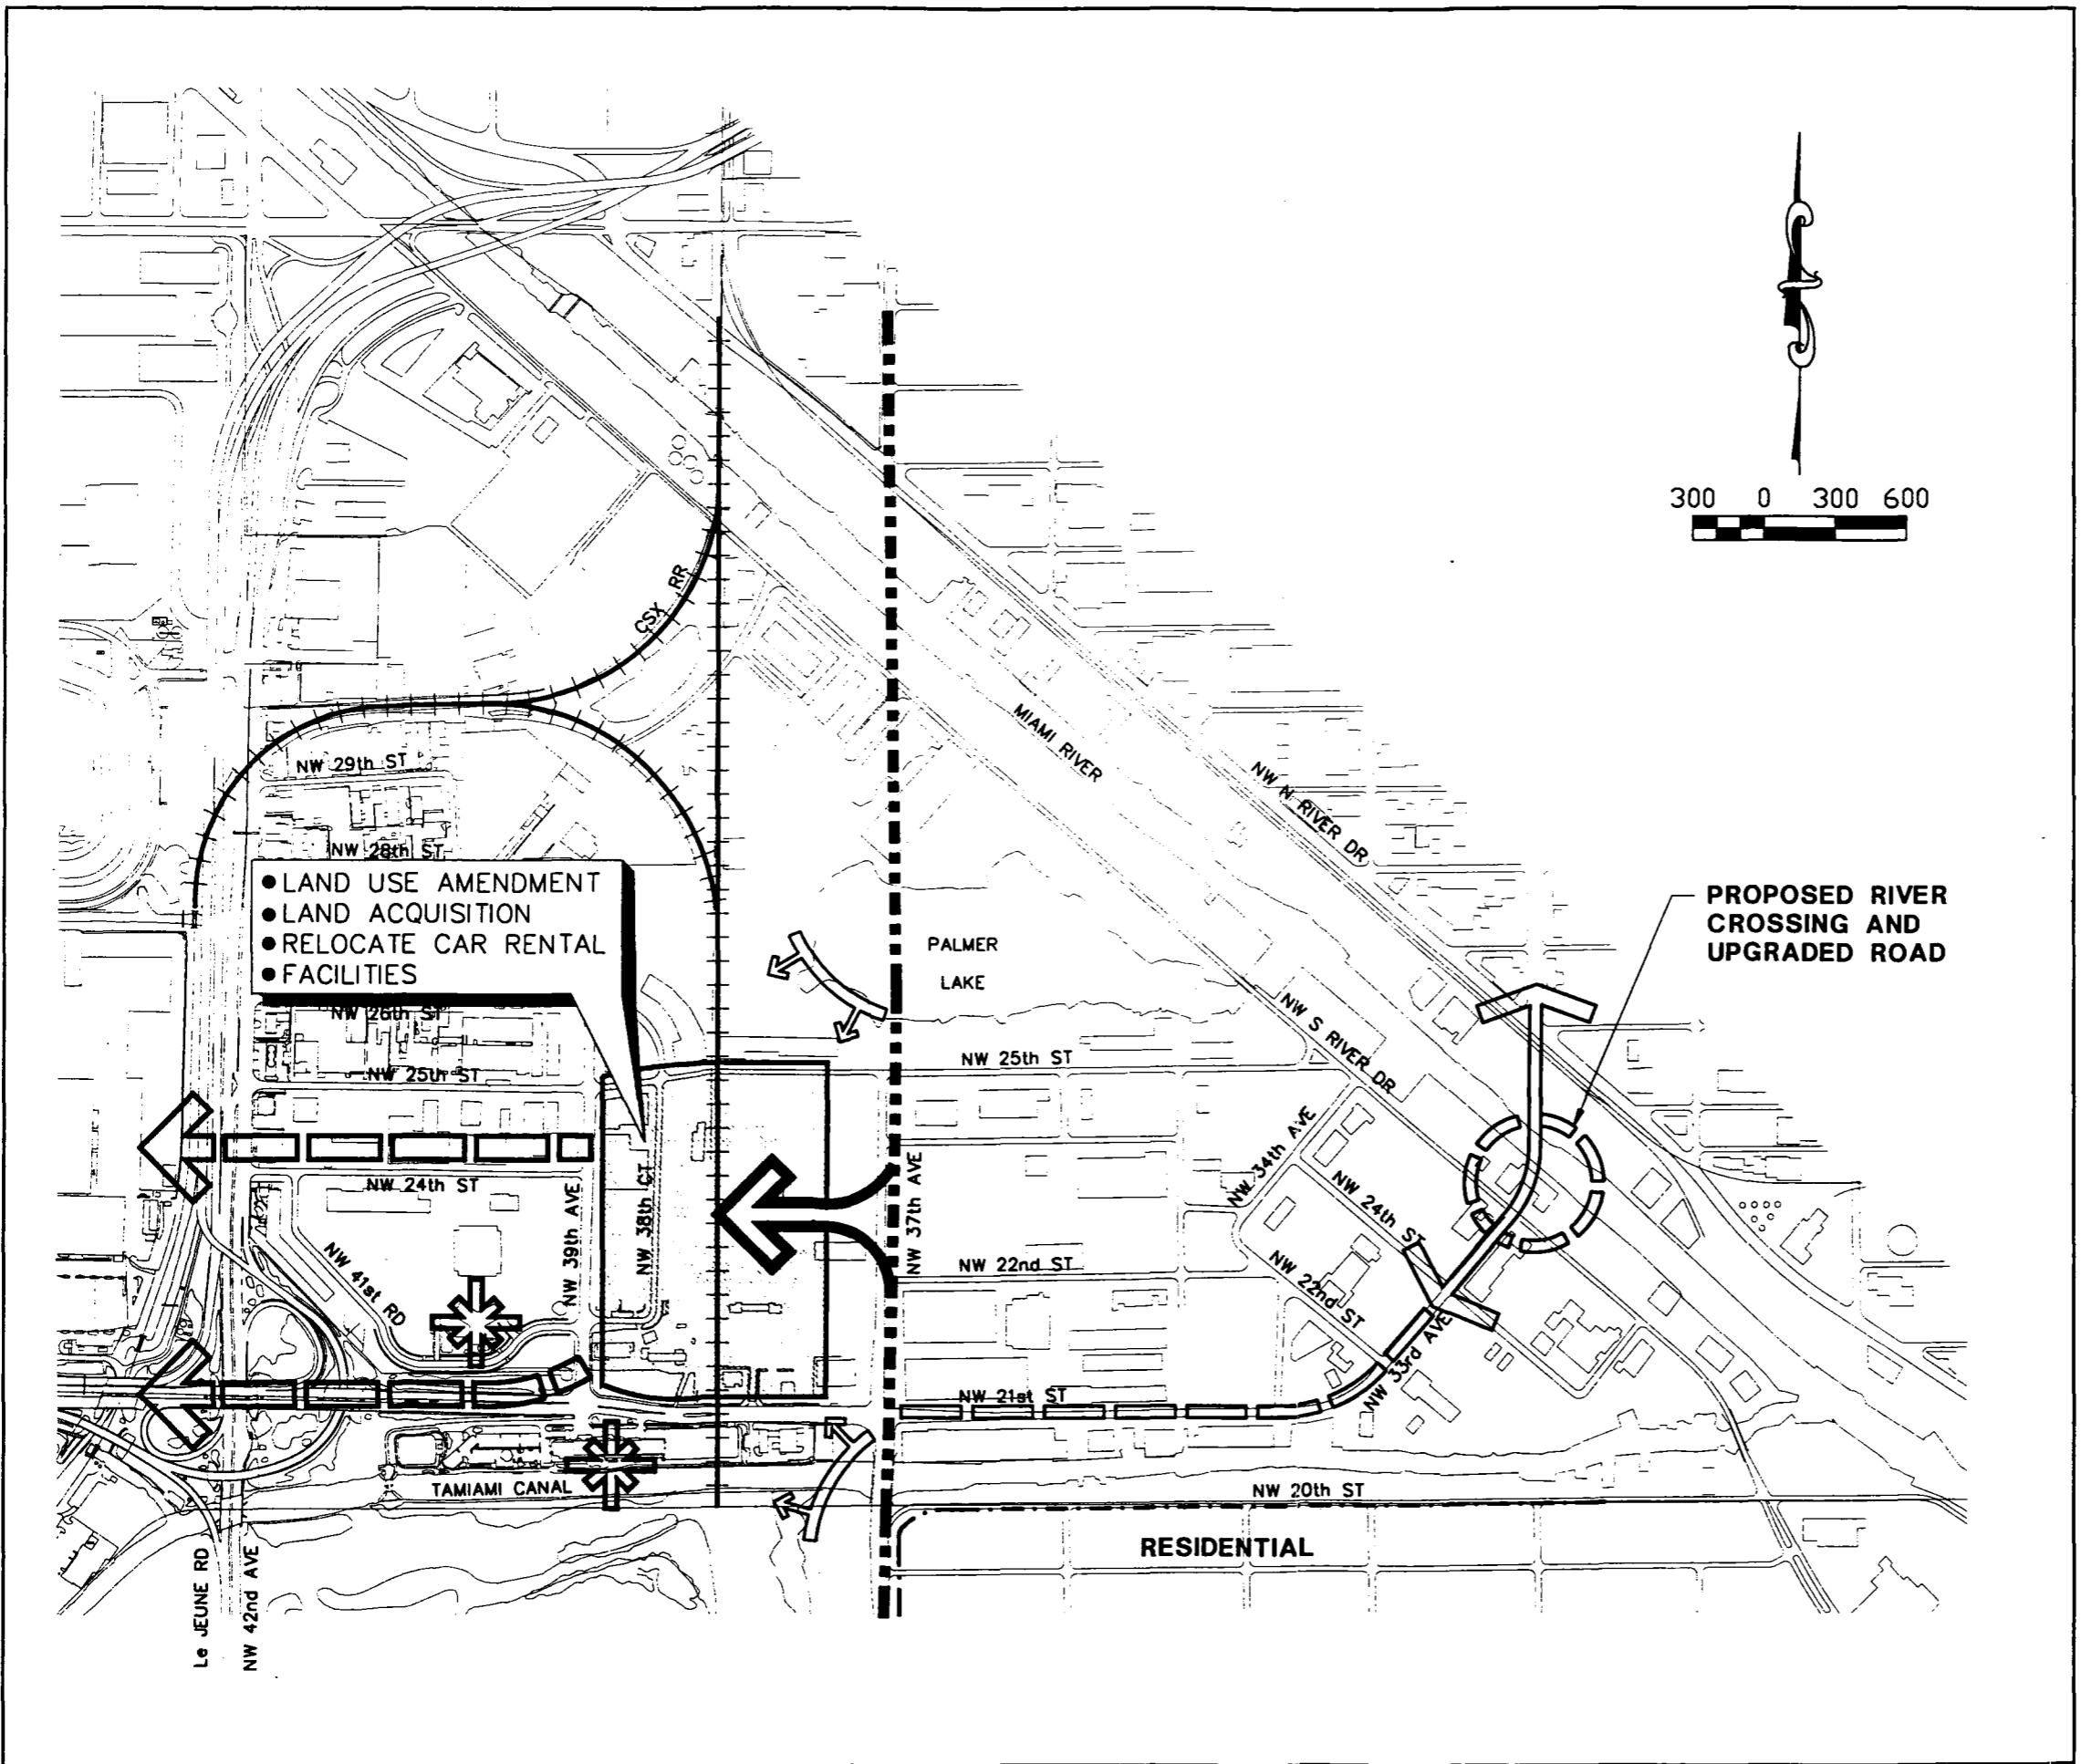 300 0 300 600
CSX RR
MIAMI RIVER
NW 29th ST
NW N RIVER DR
NW 28th ST
● LAND USE AMENDMENT
● LAND ACQUISITION
● RELOCATE CAR RENTAL
● FACILITIES
PROPOSED RIVER
CROSSING AND
UPGRADED ROAD
PALMER
LAKE
NW 26th ST
NW S RIVER DR
NW 25th ST
NW 25th ST
NW 34th AVE
NW 24th ST
NW 24th ST
NW 37th AVE
NW 38th CT
NW 39th AVE
NW 41st RD
NW 22nd ST
NW 22nd ST
NW 33rd AVE
NW 21st ST
TAMIAMI CANAL
NW 20th ST
RESIDENTIAL
Le JEUNE RD
NW 42nd AVE